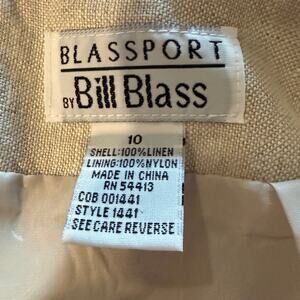 BLASSPORT
BY Bill Blass
10
SHELL:100%LINEN
LINING:100%NYLON
MADE IN CHINA
RN 54413
COB 001441
STYLE 1441
SEE CARE REVERSE